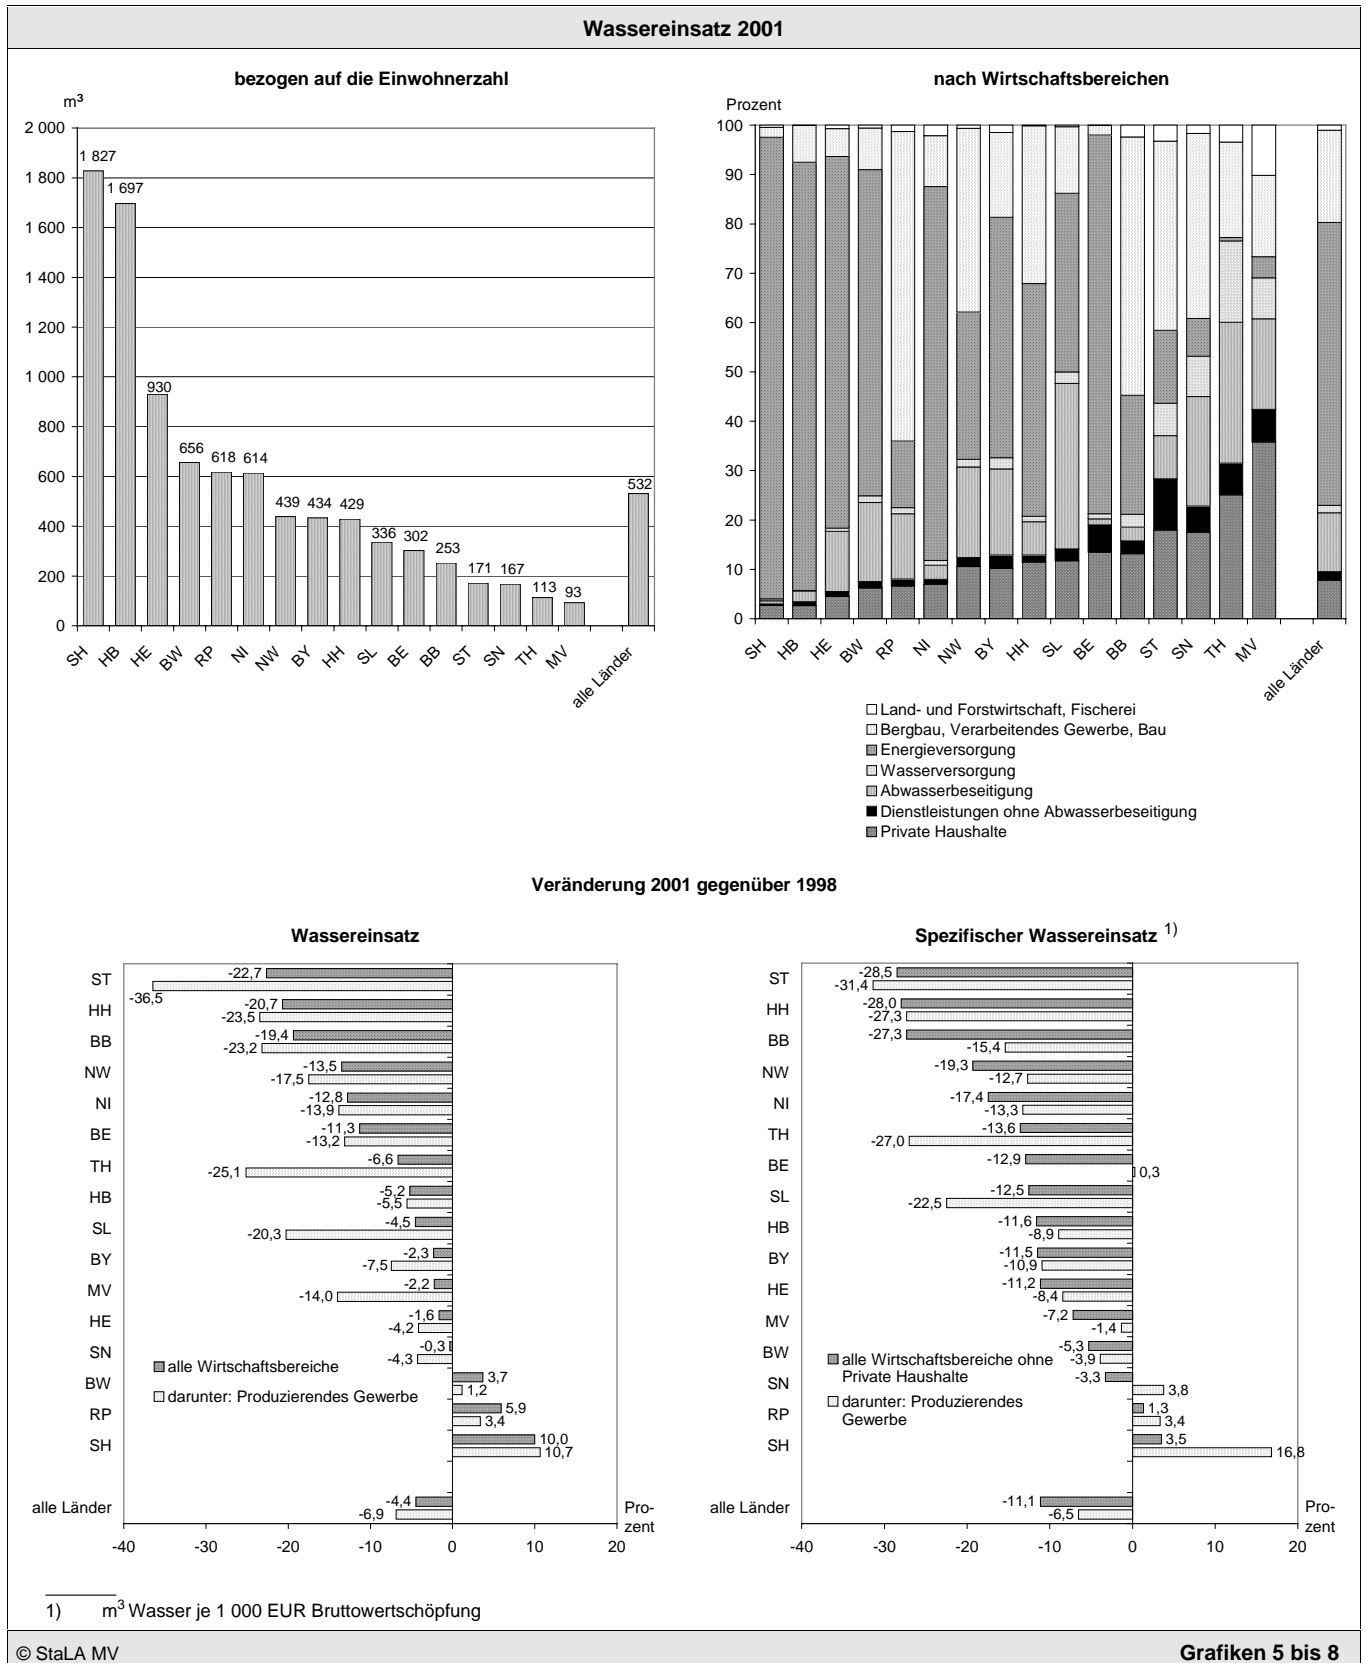 Wassereinsatz 2001
bezogen auf die Einwohnerzahl
m³
2 000
1 800
1 600
1 400
1 200
1 000
800
600
400
200
0
1 827
1 697
930
656
618
614
439
434
429
336
302
253
171
167
113
93
532
SH
HB
HE
BW
RP
NI
NW
BY
HH
SL
BE
BB
ST
SN
TH
MV
alle Länder
nach Wirtschaftsbereichen
Prozent
100
90
80
70
60
50
40
30
20
10
0
SH
HB
HE
BW
RP
NI
NW
BY
HH
SL
BE
BB
ST
SN
TH
MV
alle Länder
Land- und Forstwirtschaft, Fischerei
Bergbau, Verarbeitendes Gewerbe, Bau
Energieversorgung
Wasserversorgung
Abwasserbeseitigung
Dienstleistungen ohne Abwasserbeseitigung
Private Haushalte
Veränderung 2001 gegenüber 1998
Wassereinsatz
ST
-22,7
-36,5
HH
-20,7
-23,5
BB
-19,4
-23,2
NW
-13,5
-17,5
NI
-12,8
-13,9
BE
-11,3
-13,2
TH
-6,6
-25,1
HB
-5,2
-5,5
SL
-4,5
-20,3
BY
-2,3
-7,5
MV
-2,2
-14,0
HE
-1,6
-4,2
SN
-0,3
-4,3
BW
3,7
1,2
RP
5,9
3,4
SH
10,0
10,7
alle Länder
-4,4
-6,9
alle Wirtschaftsbereiche
darunter: Produzierendes Gewerbe
Pro-
zent
-40 -30 -20 -10 0 10 20
Spezifischer Wassereinsatz 1)
ST
-28,5
-31,4
HH
-28,0
-27,3
BB
-27,3
-15,4
NW
-19,3
-12,7
NI
-17,4
-13,3
TH
-13,6
-27,0
BE
-12,9
0,3
SL
-12,5
-22,5
HB
-11,6
-8,9
BY
-11,5
-10,9
HE
-11,2
-8,4
MV
-7,2
-1,4
BW
-5,3
-3,9
SN
-3,3
3,8
RP
1,3
3,4
SH
3,5
16,8
alle Länder
-11,1
-6,5
alle Wirtschaftsbereiche ohne
Private Haushalte
darunter: Produzierendes
Gewerbe
Pro-
zent
-40 -30 -20 -10 0 10 20
1) m³ Wasser je 1 000 EUR Bruttowertschöpfung
© StaLA MV
Grafiken 5 bis 8